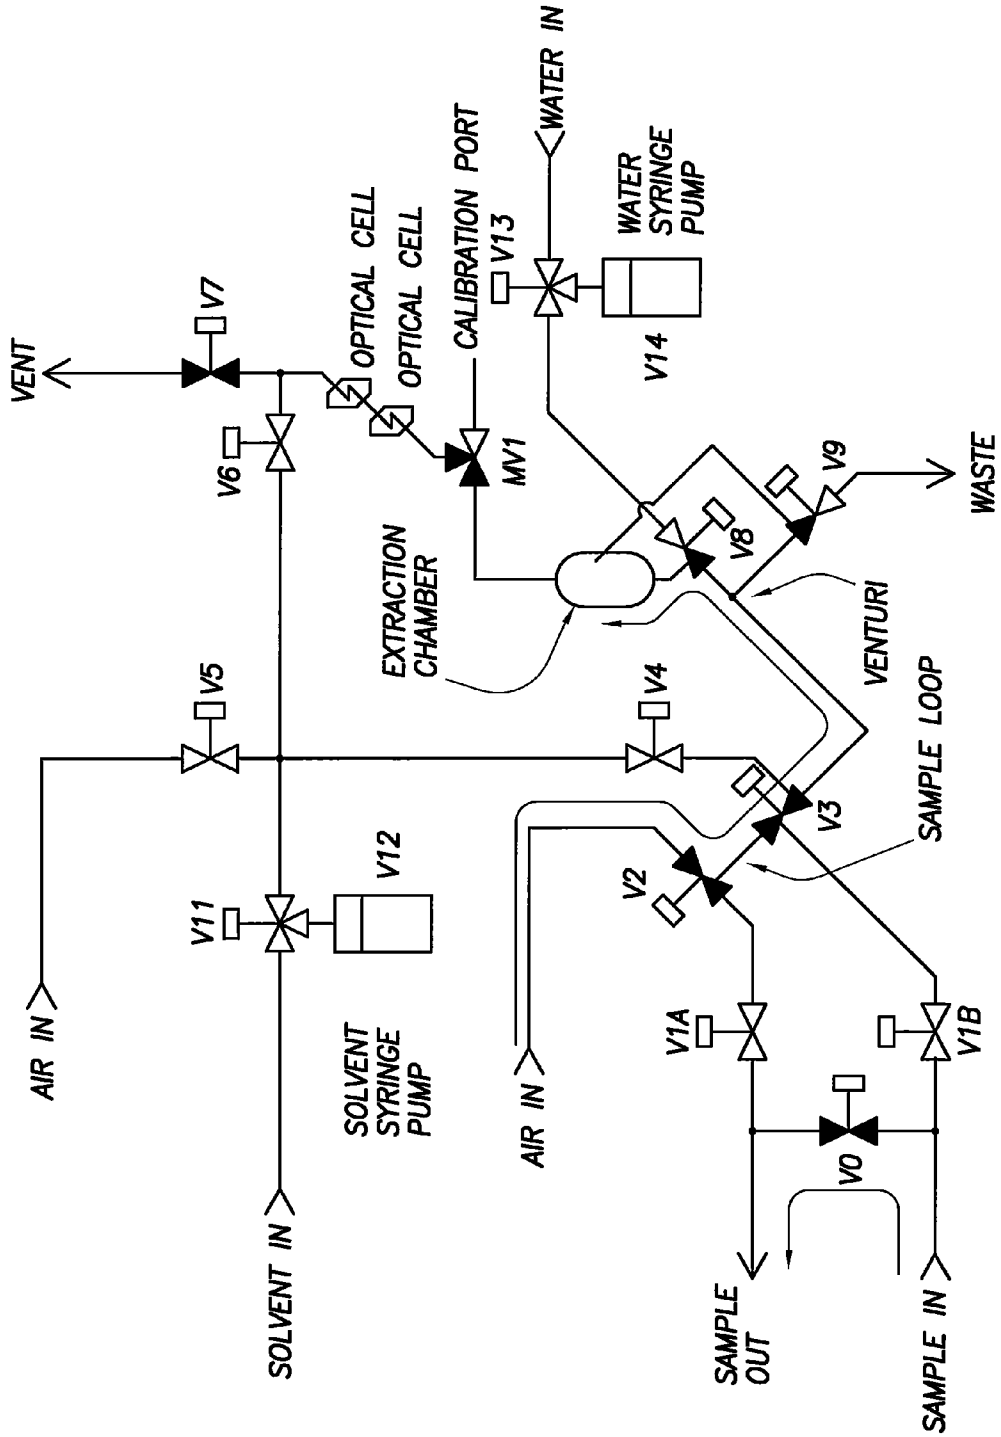 VENT
V7
AIR IN
V5
V6
V11
SOLVENT IN
V12
SOLVENT
SYRINGE
PUMP
OPTICAL CELL
OPTICAL CELL
CALIBRATION PORT
MV1
V13
WATER IN
WATER
SYRINGE
PUMP
V14
EXTRACTION
CHAMBER
AIR IN
V4
V2
V3
V8
V9
VENTURI
WASTE
SAMPLE LOOP
V1A
V1B
V0
SAMPLE
OUT
SAMPLE IN